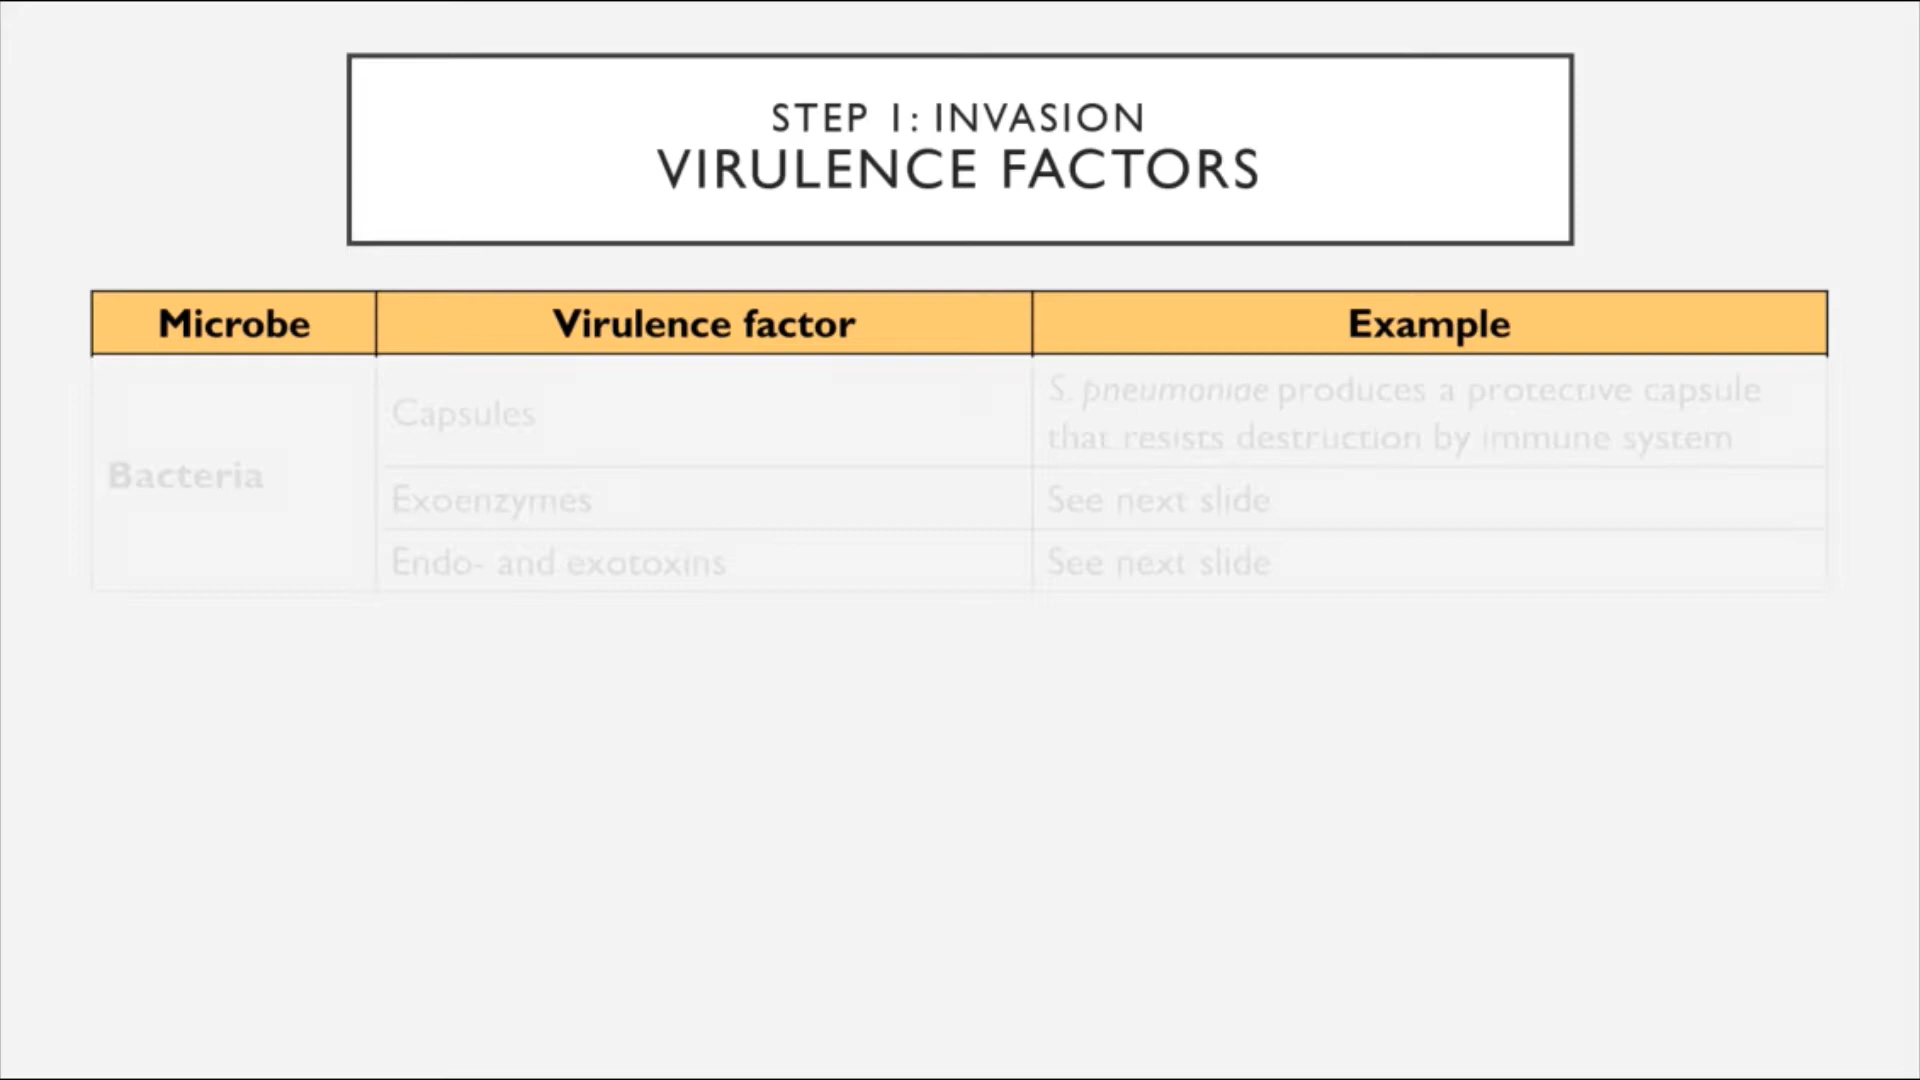 STEP 1: INVASION
VIRULENCE FACTORS
Microbe
Virulence factor
Example
Bacteria
Capsules
S. pneumoniae produces a protective capsule
that resists destruction by immune system
Exoenzymes
See next slide
Endo- and exotoxins
See next slide